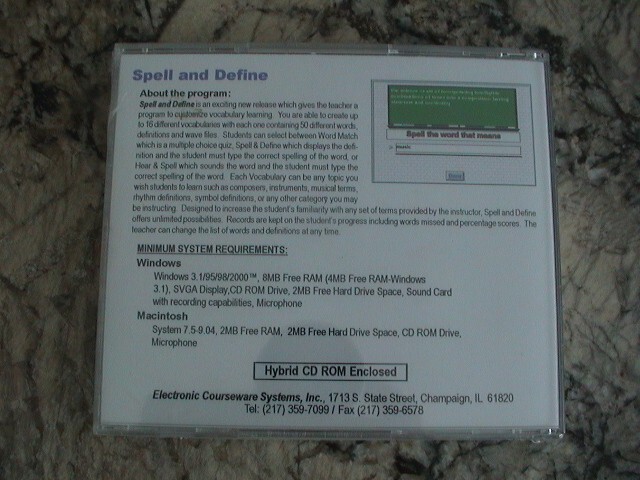 Spell and Define
About the program:
Spell and Define is an exciting new release which gives the teacher a
program to customize vocabulary learning. You are able to create up
to 16 different vocabularies with each one containing 50 different words,
definitions and wave files. Students can select between Word Match
which is a multiple choice quiz, Spell & Define which displays the defi-
nition and the student must type the correct spelling of the word, or
Hear & Spell which sounds the word and the student must type the
correct spelling of the word. Each Vocabulary can be any topic you
wish students to learn such as composers, instruments, musical terms,
rhythm definitions, symbol definitions, or any other category you may
be instructing. Designed to increase the student's familiarity with any set of terms provided by the instructor, Spell and Define
offers unlimited possibilities. Records are kept on the student's progress including words missed and percentage scores. The
teacher can change the list of words and definitions at any time.
Spell the word that means
music
MINIMUM SYSTEM REQUIREMENTS:
Windows
Windows 3.1/95/98/2000™, 8MB Free RAM (4MB Free RAM-Windows
3.1), SVGA Display,CD ROM Drive, 2MB Free Hard Drive Space, Sound Card
with recording capabilities, Microphone
Macintosh
System 7.5-9.04, 2MB Free RAM, 2MB Free Hard Drive Space, CD ROM Drive,
Microphone
Hybrid CD ROM Enclosed
Electronic Courseware Systems, Inc., 1713 S. State Street, Champaign, IL 61820
Tel: (217) 359-7099 / Fax (217) 359-6578